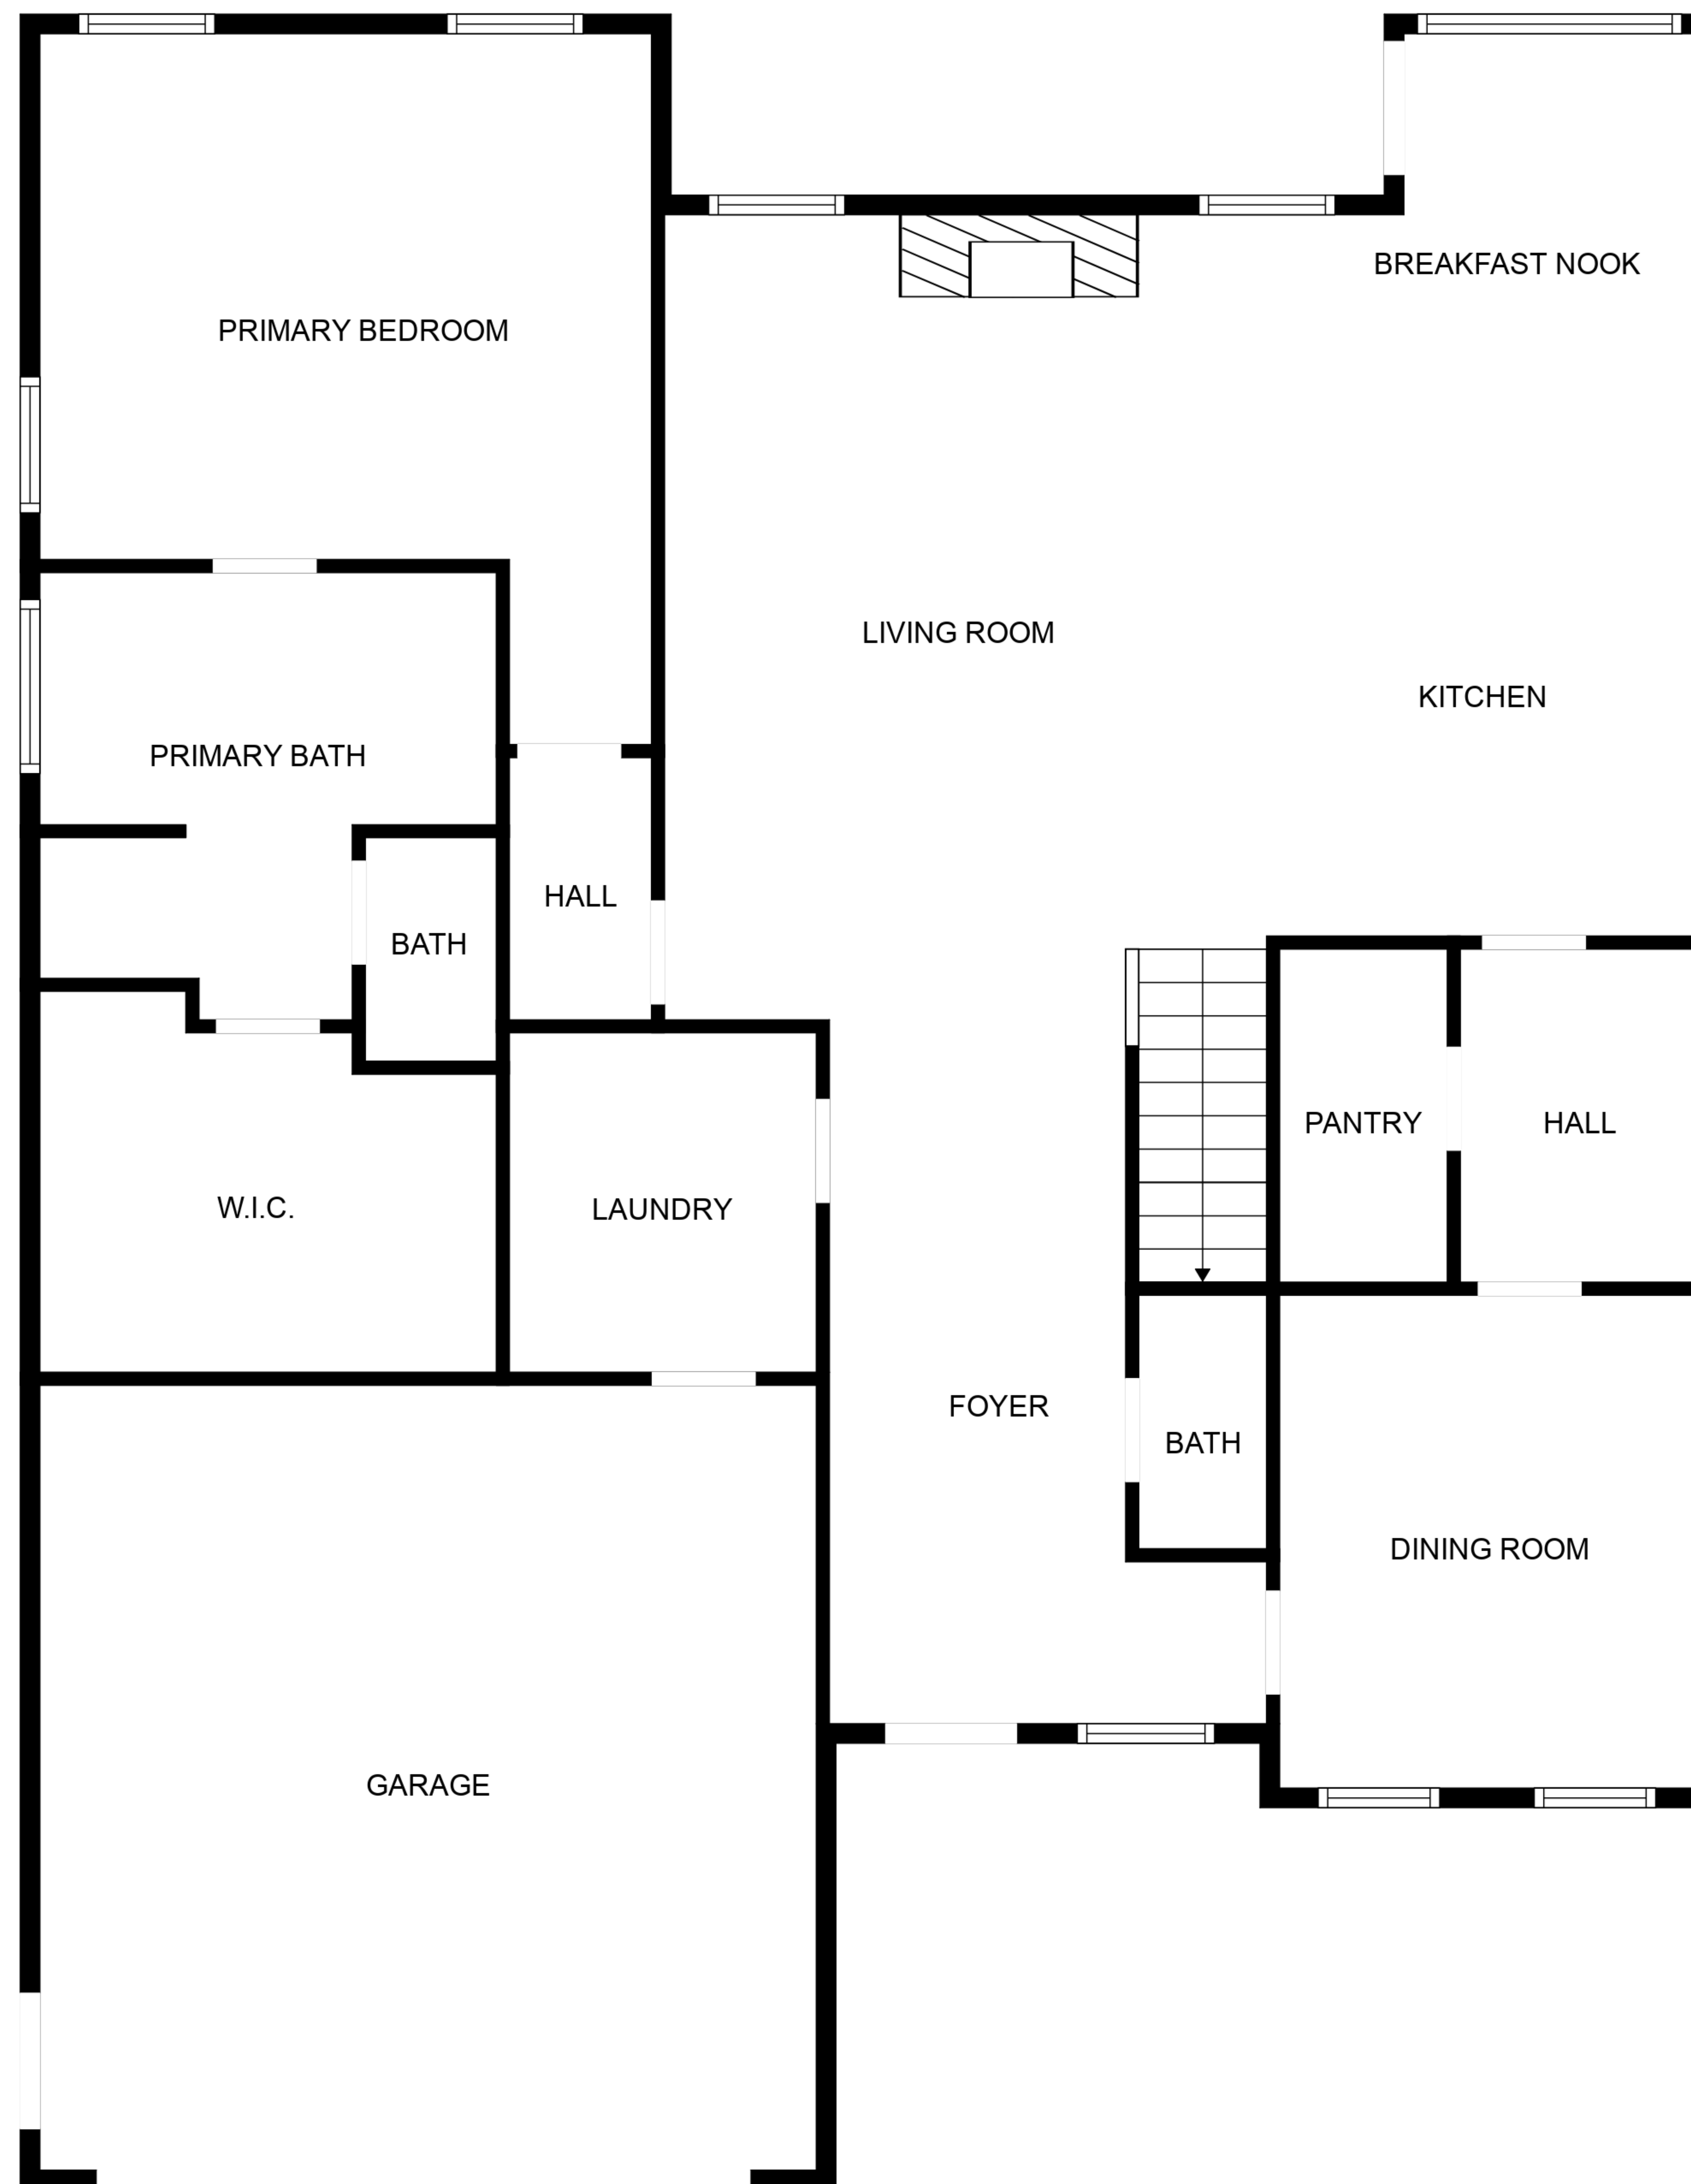 BREAKFAST NOOK
PRIMARY BEDROOM
LIVING ROOM
KITCHEN
PRIMARY BATH
HALL
BATH
PANTRY
HALL
W.I.C.
LAUNDRY
FOYER
BATH
DINING ROOM
GARAGE